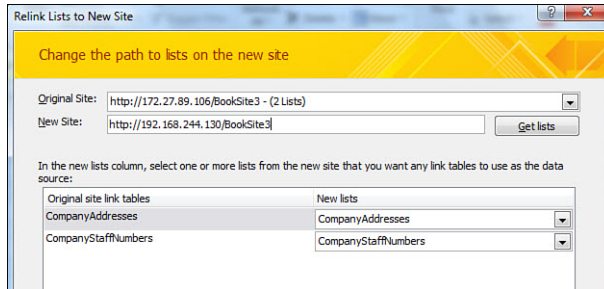 Relink Lists to New Site
Change the path to lists on the new site
Original Site: http://172.27.89.106/BookSite3 - (2 Lists)
New Site: http://192.168.244.130/BookSite3 Get lists
In the new lists column, select one or more lists from the new site that you want any link tables to use as the data
source:
Original site link tables New lists
CompanyAddresses CompanyAddresses
CompanyStaffNumbers CompanyStaffNumbers